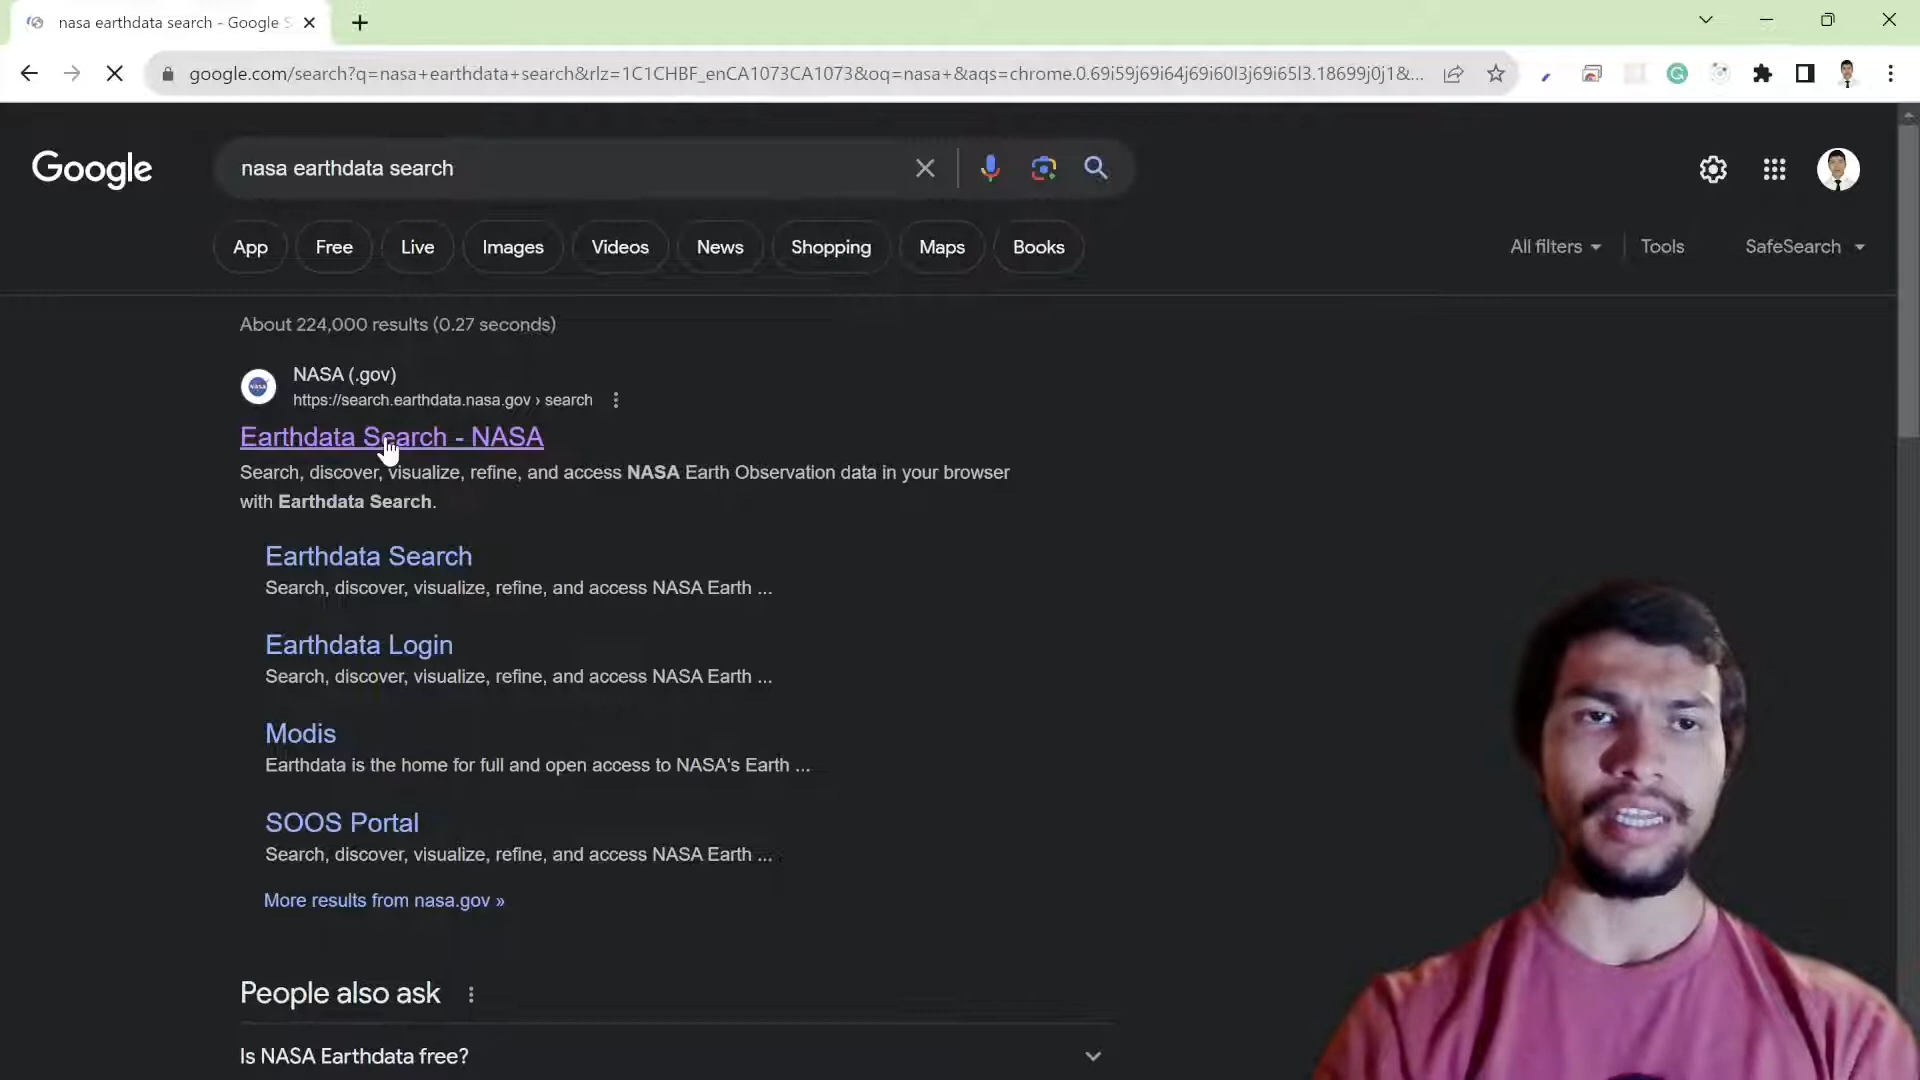 nasa earthdata search - Google S
google.com/search?q=nasa+earthdata+search&rlz=1C1CHBF_enCA1073CA1073&oq=nasa+&aqs=chrome.0.69i59j69i64j69i60l3j69i65l3.18699j0j1&...
Google
nasa earthdata search
App Free Live Images Videos News Shopping Maps Books All filters Tools SafeSearch
About 224,000 results (0.27 seconds)
NASA (.gov)
https://search.earthdata.nasa.gov › search
Earthdata Search - NASA
Search, discover, visualize, refine, and access NASA Earth Observation data in your browser
with Earthdata Search.
Earthdata Search
Search, discover, visualize, refine, and access NASA Earth ...
Earthdata Login
Search, discover, visualize, refine, and access NASA Earth ...
Modis
Earthdata is the home for full and open access to NASA's Earth ...
SOOS Portal
Search, discover, visualize, refine, and access NASA Earth ...
More results from nasa.gov »
People also ask
Is NASA Earthdata free?